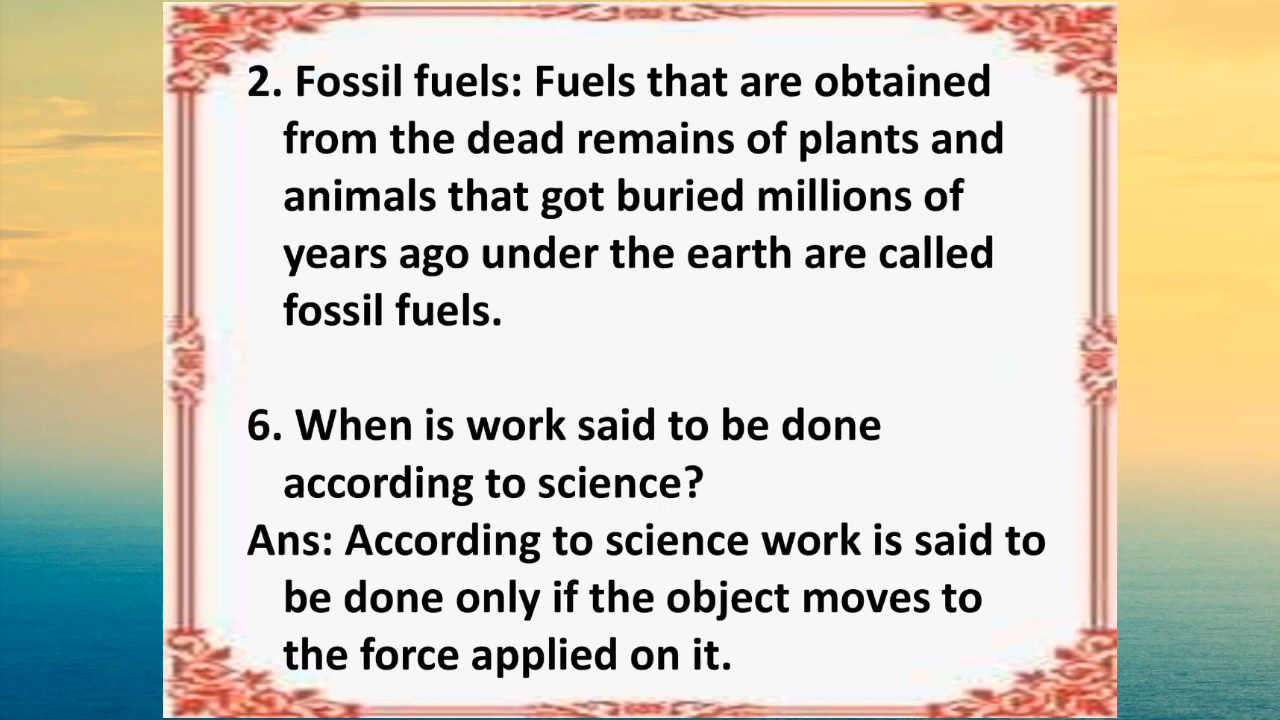 2. Fossil fuels: Fuels that are obtained
from the dead remains of plants and
animals that got buried millions of
years ago under the earth are called
fossil fuels.
6. When is work said to be done
according to science?
Ans: According to science work is said to
be done only if the object moves to
the force applied on it.